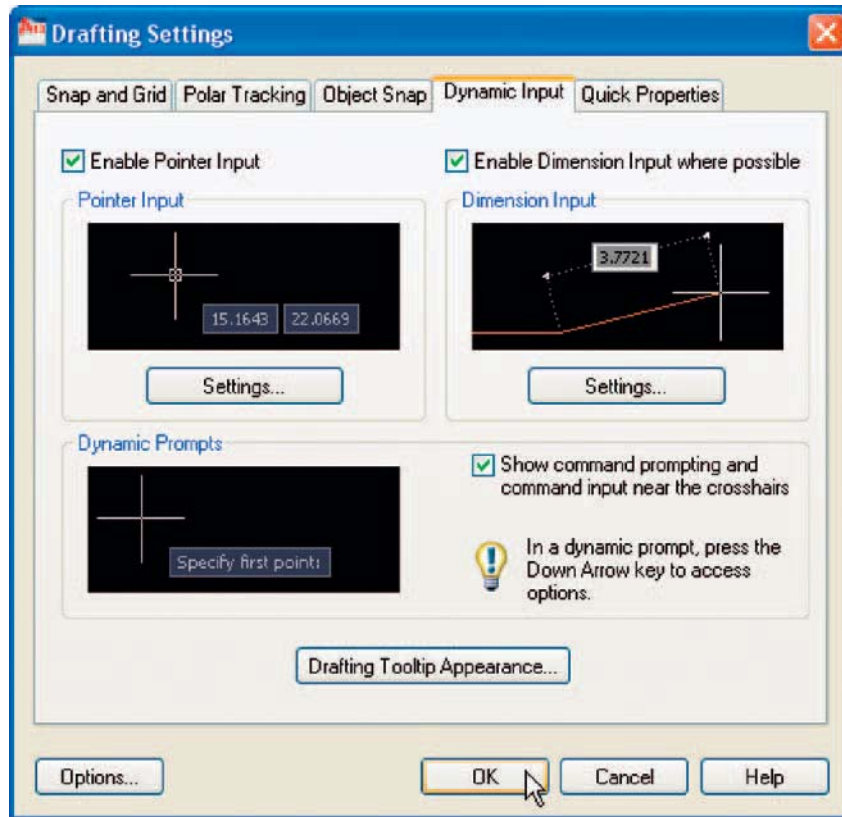 Drafting Settings
Snap and Grid Polar Tracking Object Snap Dynamic Input Quick Properties
Enable Pointer Input
Enable Dimension Input where possible
Pointer Input
15.1643 22.0669
Settings...
Dimension Input
3.7721
Settings...
Dynamic Prompts
Specify first point:
Show command prompting and
command input near the crosshairs
In a dynamic prompt, press the
Down Arrow key to access
options.
Drafting Tooltip Appearance...
Options...
OK
Cancel
Help